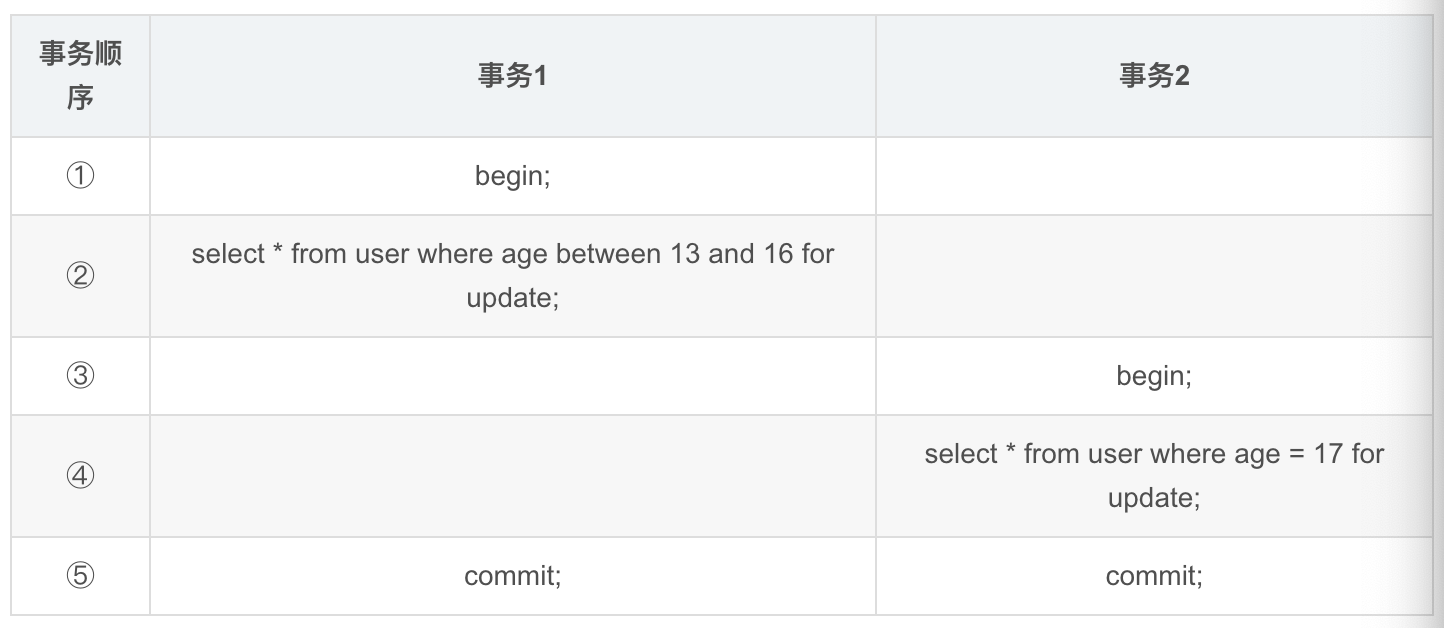 事务顺
序
事务1
事务2
①
begin;
②
select * from user where age between 13 and 16 for
update;
③
begin;
④
select * from user where age = 17 for
update;
⑤
commit;
commit;